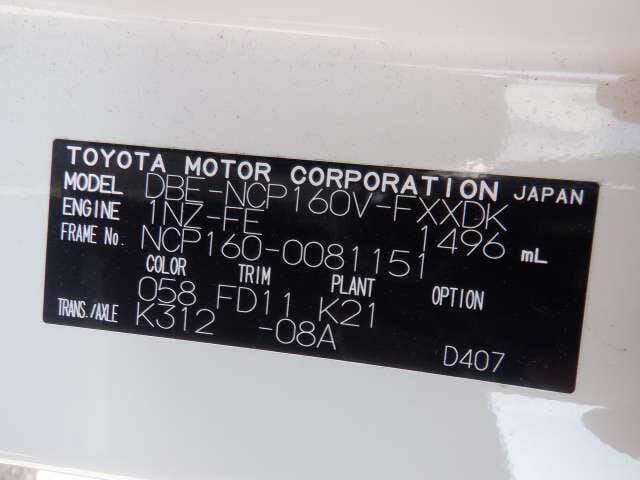 TOYOTA MOTOR CORPORATION JAPAN
MODEL DBE-NCP160V-FXXDK
ENGINE 1NZ-FE 1496 mL
FRAME No. NCP160-0081151
COLOR TRIM PLANT OPTION
058 FD11 K21
TRANS./AXLE K312 -08A
D407